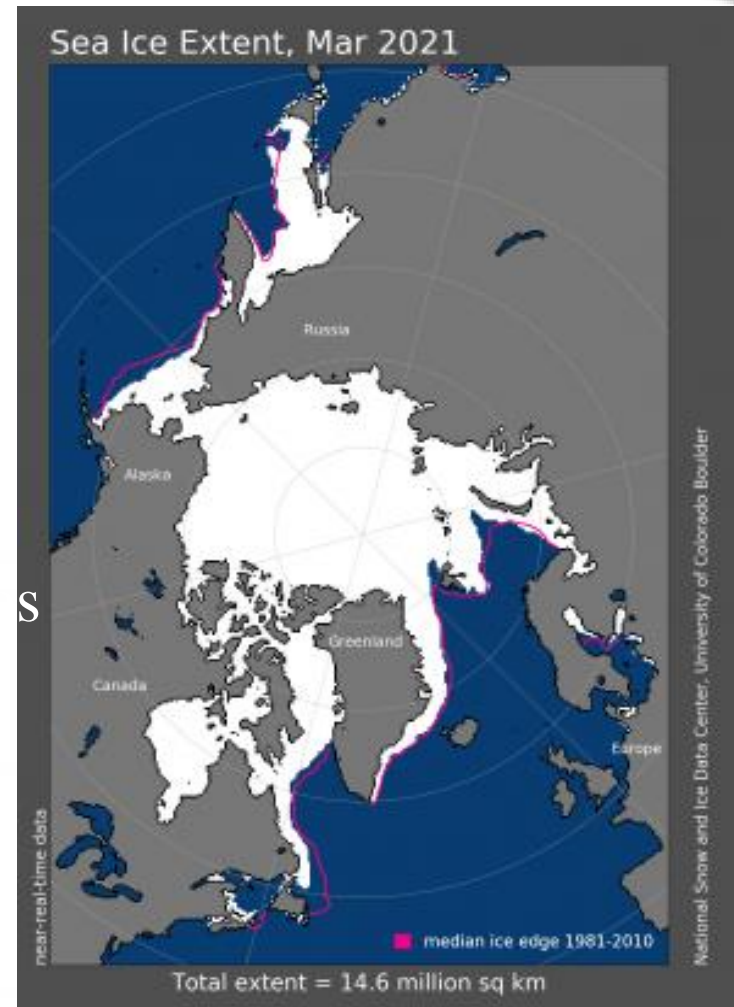 Sea Ice Extent, Mar 2021
Russia
Alaska
S
Greenland
Canada
Europe
National Snow and Ice Data Center, University of Colorado Boulder
near-real-time data
median ice edge 1981-2010
Total extent = 14.6 million sq km